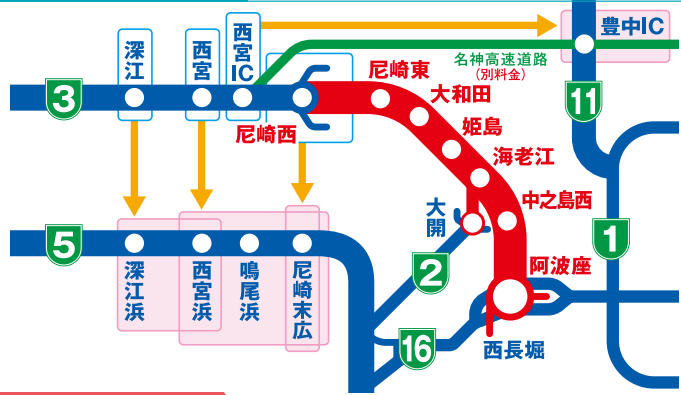 深江
西宮
西宮IC
豊中IC
名神高速道路
(別料金)
3
尼崎西
尼崎東
大和田
姫島
海老江
中之島西
阿波座
11
大開
5
2
1
深江浜
西宮浜
鳴尾浜
尼崎末広
16
西長堀